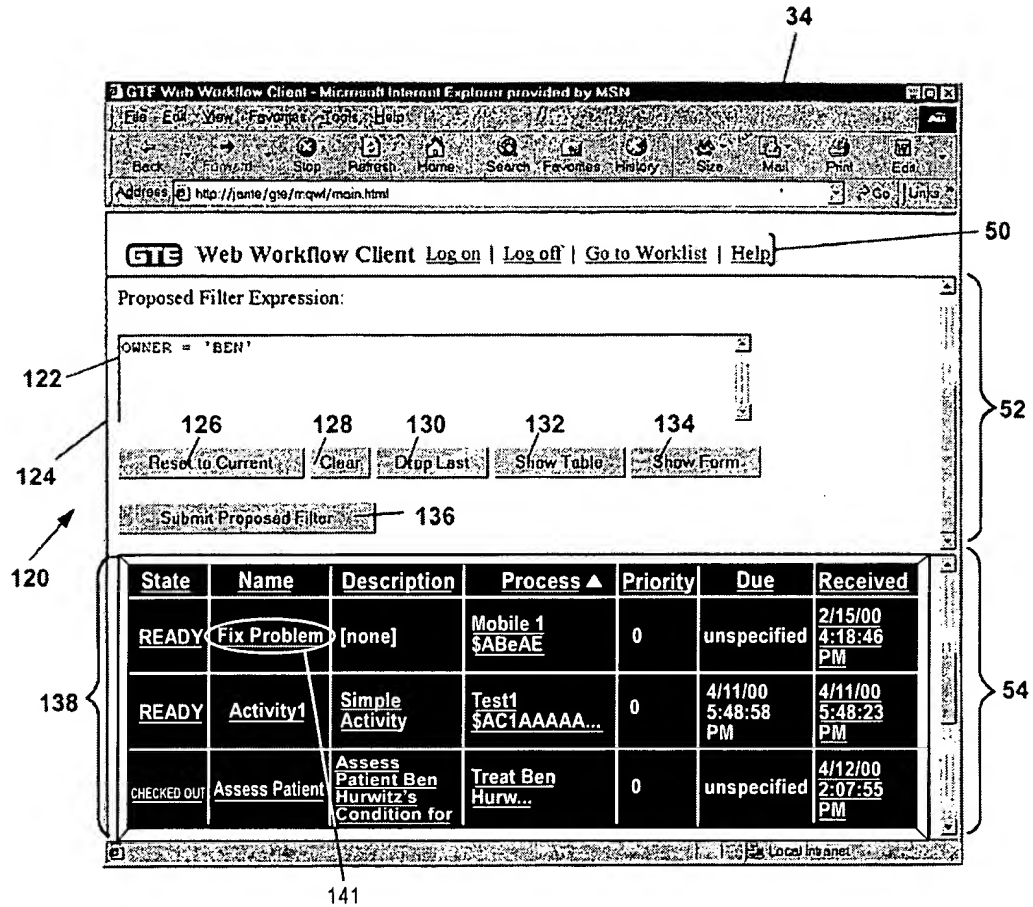 34
GTE Web Workflow Client - Microsoft Internet Explorer provided by MSN
File Edit View Favorites Tools Help
Back Forward Stop Refresh Home Search Favorites History Size Mail Print Edit
Address http://jamie/gte/mqwf/main.html Go Links
50
GTE Web Workflow Client Log on | Log off | Go to Worklist | Help
Proposed Filter Expression:
OWNER = 'BEN'
122
52
126 128 130 132 134
124
Reset to Current Clear Drop Last Show Table Show Form
Submit Proposed Filter 136
120
State Name Description Process ▲ Priority Due Received
READY Fix Problem [none] Mobile 1 $ABeAE 0 unspecified 2/15/00 4:18:46 PM
138
54
READY Activity1 Simple Activity Test1 $AC1AAAAA... 0 4/11/00 5:48:58 PM 4/11/00 5:48:23 PM
CHECKED OUT Assess Patient Assess Patient Ben Hurwitz's Condition for Treat Ben Hurw... 0 unspecified 4/12/00 2:07:55 PM
Local intranet
141